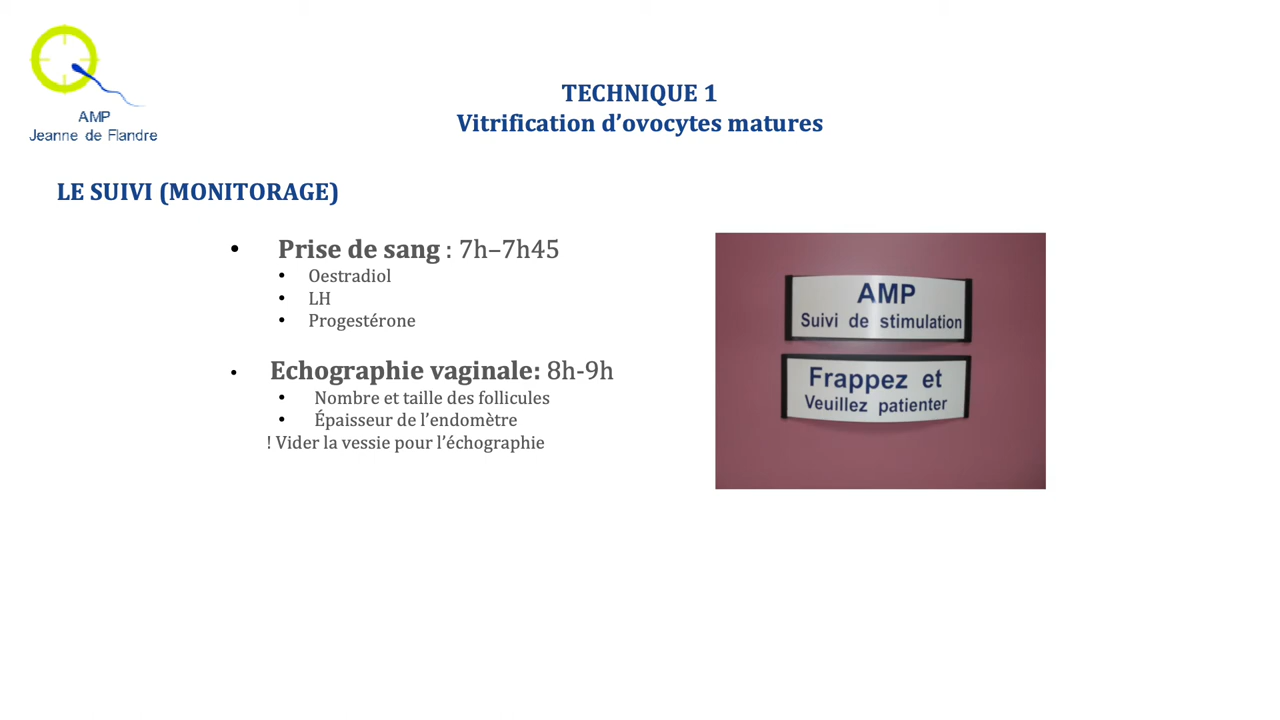 AMP
Jeanne de Flandre
TECHNIQUE 1
Vitrification d’ovocytes matures
LE SUIVI (MONITORAGE)
• Prise de sang : 7h–7h45
• Oestradiol
• LH
• Progestérone
• Echographie vaginale: 8h-9h
• Nombre et taille des follicules
• Épaisseur de l’endomètre
! Vider la vessie pour l’échographie
AMP
Suivi de stimulation
Frappez et
Veuillez patienter